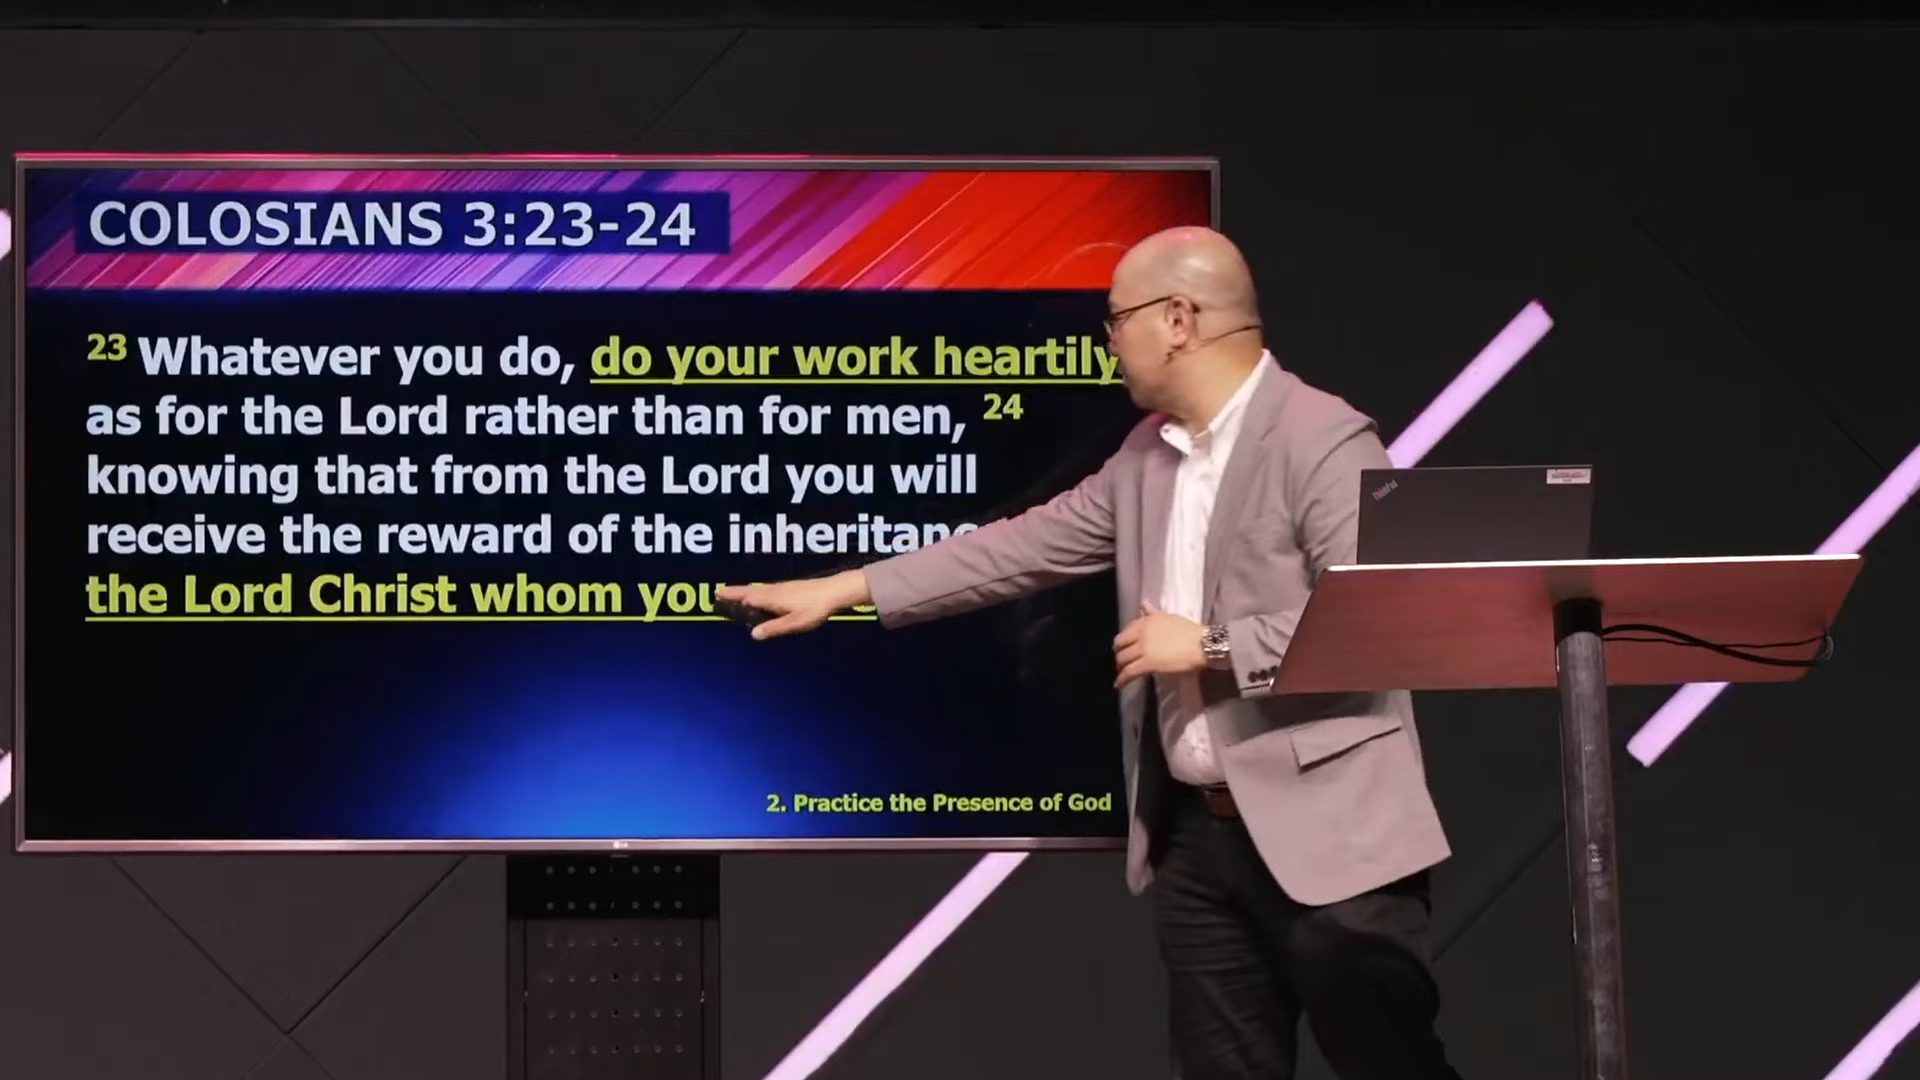 COLOSIANS 3:23-24
23 Whatever you do, do your work heartily
as for the Lord rather than for men, 24
knowing that from the Lord you will
receive the reward of the
the Lord Christ whom you
2. Practice the Presence of God
LG
ThinkPad